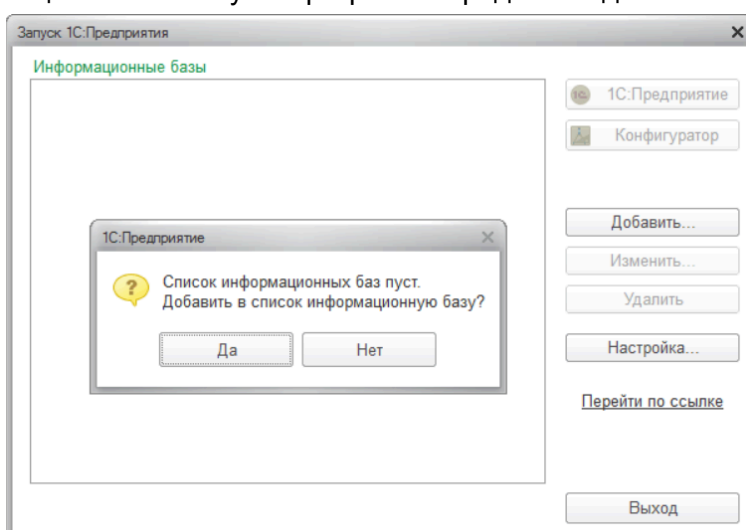 Запуск 1С:Предприятия
Информационные базы
1С:Предприятие
Конфигуратор
1С:Предприятие
Список информационных баз пуст.
Добавить в список информационную базу?
Да
Нет
Добавить...
Изменить...
Удалить
Настройка...
Перейти по ссылке
Выход